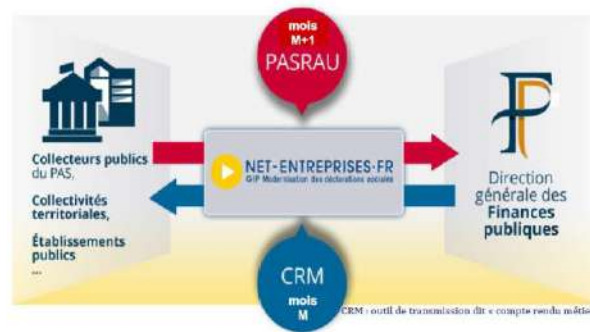 mois
M+1
PASRAU
Collecteurs publics
du PAS,
Collectivités
territoriales,
Établissements
publics
...
NET-ENTREPRISES·FR
GIP Modernisation des déclarations sociales
Direction
générale des
Finances
publiques
CRM
mois
M
CRM : outil de transmission dit « compte rendu métie